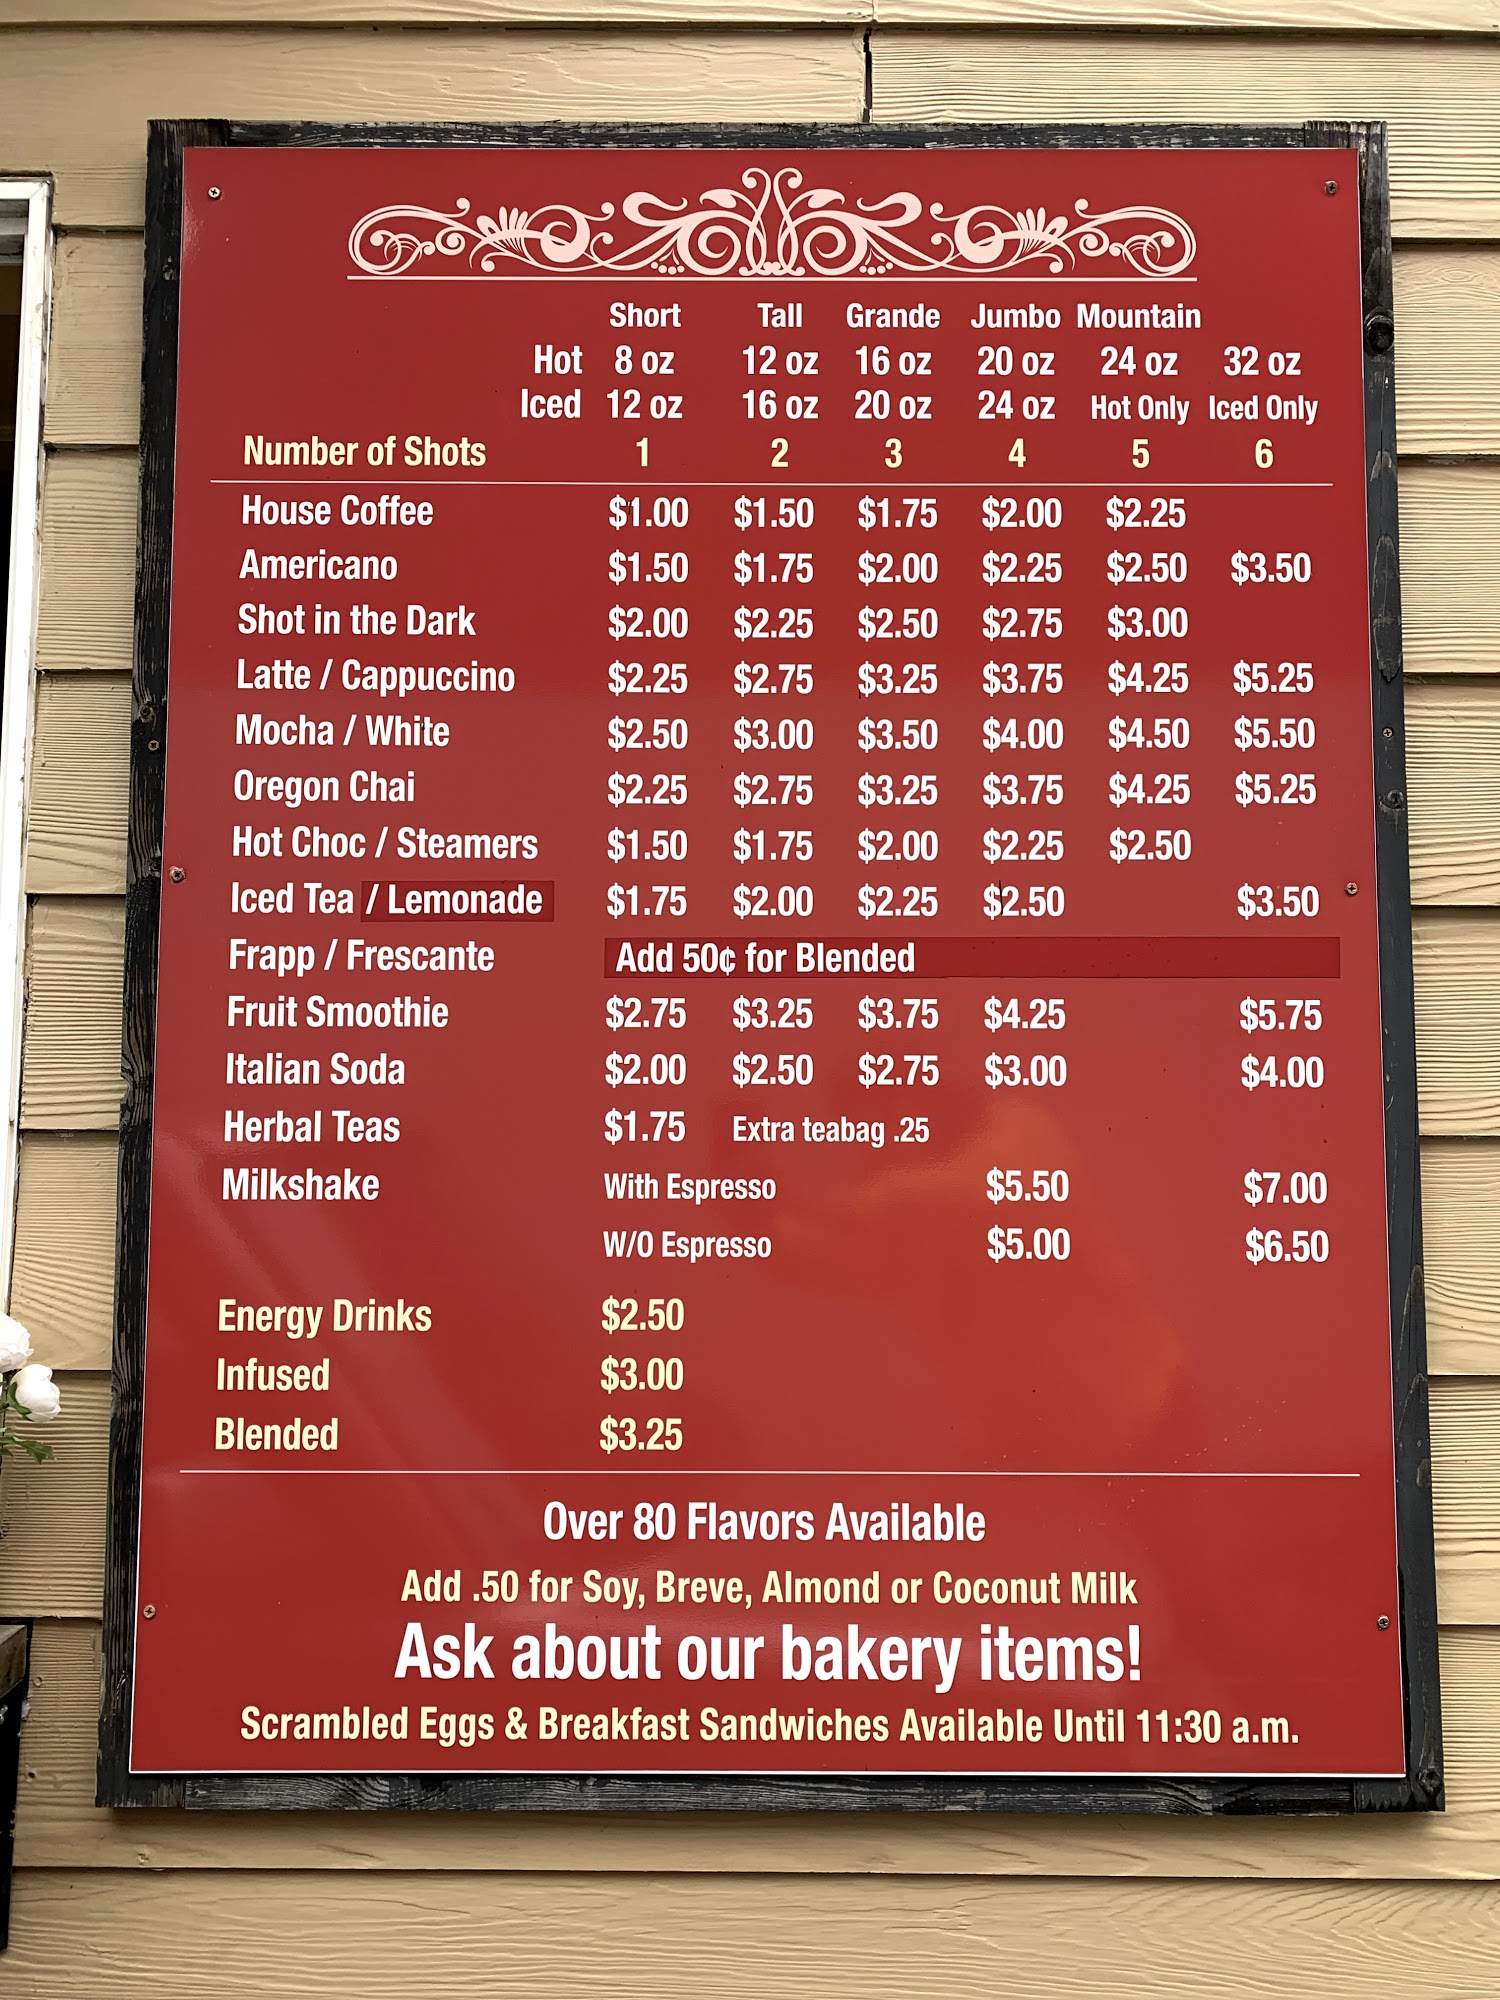 Short Tall Grande Jumbo Mountain
Hot 8 oz 12 oz 16 oz 20 oz 24 oz 32 oz
Iced 12 oz 16 oz 20 oz 24 oz Hot Only Iced Only
Number of Shots 1 2 3 4 5 6
House Coffee $1.00 $1.50 $1.75 $2.00 $2.25
Americano $1.50 $1.75 $2.00 $2.25 $2.50 $3.50
Shot in the Dark $2.00 $2.25 $2.50 $2.75 $3.00
Latte / Cappuccino $2.25 $2.75 $3.25 $3.75 $4.25 $5.25
Mocha / White $2.50 $3.00 $3.50 $4.00 $4.50 $5.50
Oregon Chai $2.25 $2.75 $3.25 $3.75 $4.25 $5.25
Hot Choc / Steamers $1.50 $1.75 $2.00 $2.25 $2.50
Iced Tea / Lemonade $1.75 $2.00 $2.25 $2.50 $3.50
Frapp / Frescante Add 50¢ for Blended
Fruit Smoothie $2.75 $3.25 $3.75 $4.25 $5.75
Italian Soda $2.00 $2.50 $2.75 $3.00 $4.00
Herbal Teas $1.75 Extra teabag .25
Milkshake With Espresso $5.50 $7.00
W/O Espresso $5.00 $6.50
Energy Drinks $2.50
Infused $3.00
Blended $3.25
Over 80 Flavors Available
Add .50 for Soy, Breve, Almond or Coconut Milk
Ask about our bakery items!
Scrambled Eggs & Breakfast Sandwiches Available Until 11:30 a.m.